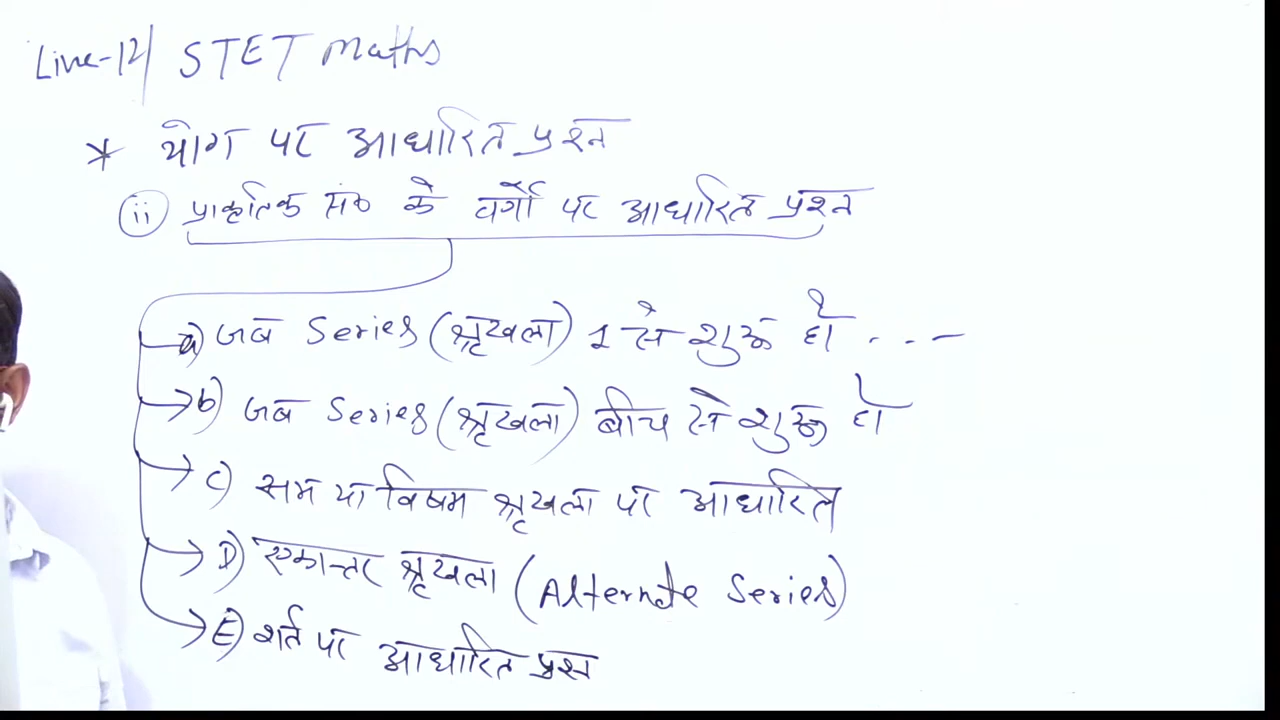 Live-12/ STET Maths
* योग पर आधारित प्रश्न
(ii) प्राकृतिक सं० के वर्गों पर आधारित प्रश्न
a) जब Series (श्रृखला) 1 से शुरू हो . . . -
b) जब Series (श्रृखला) बीच से शुरू हो
c) सम या विषम श्रृखला पर आधारित
D) एकान्तर श्रृखला (Alternate Series)
E) शर्त पर आधारित प्रश्न